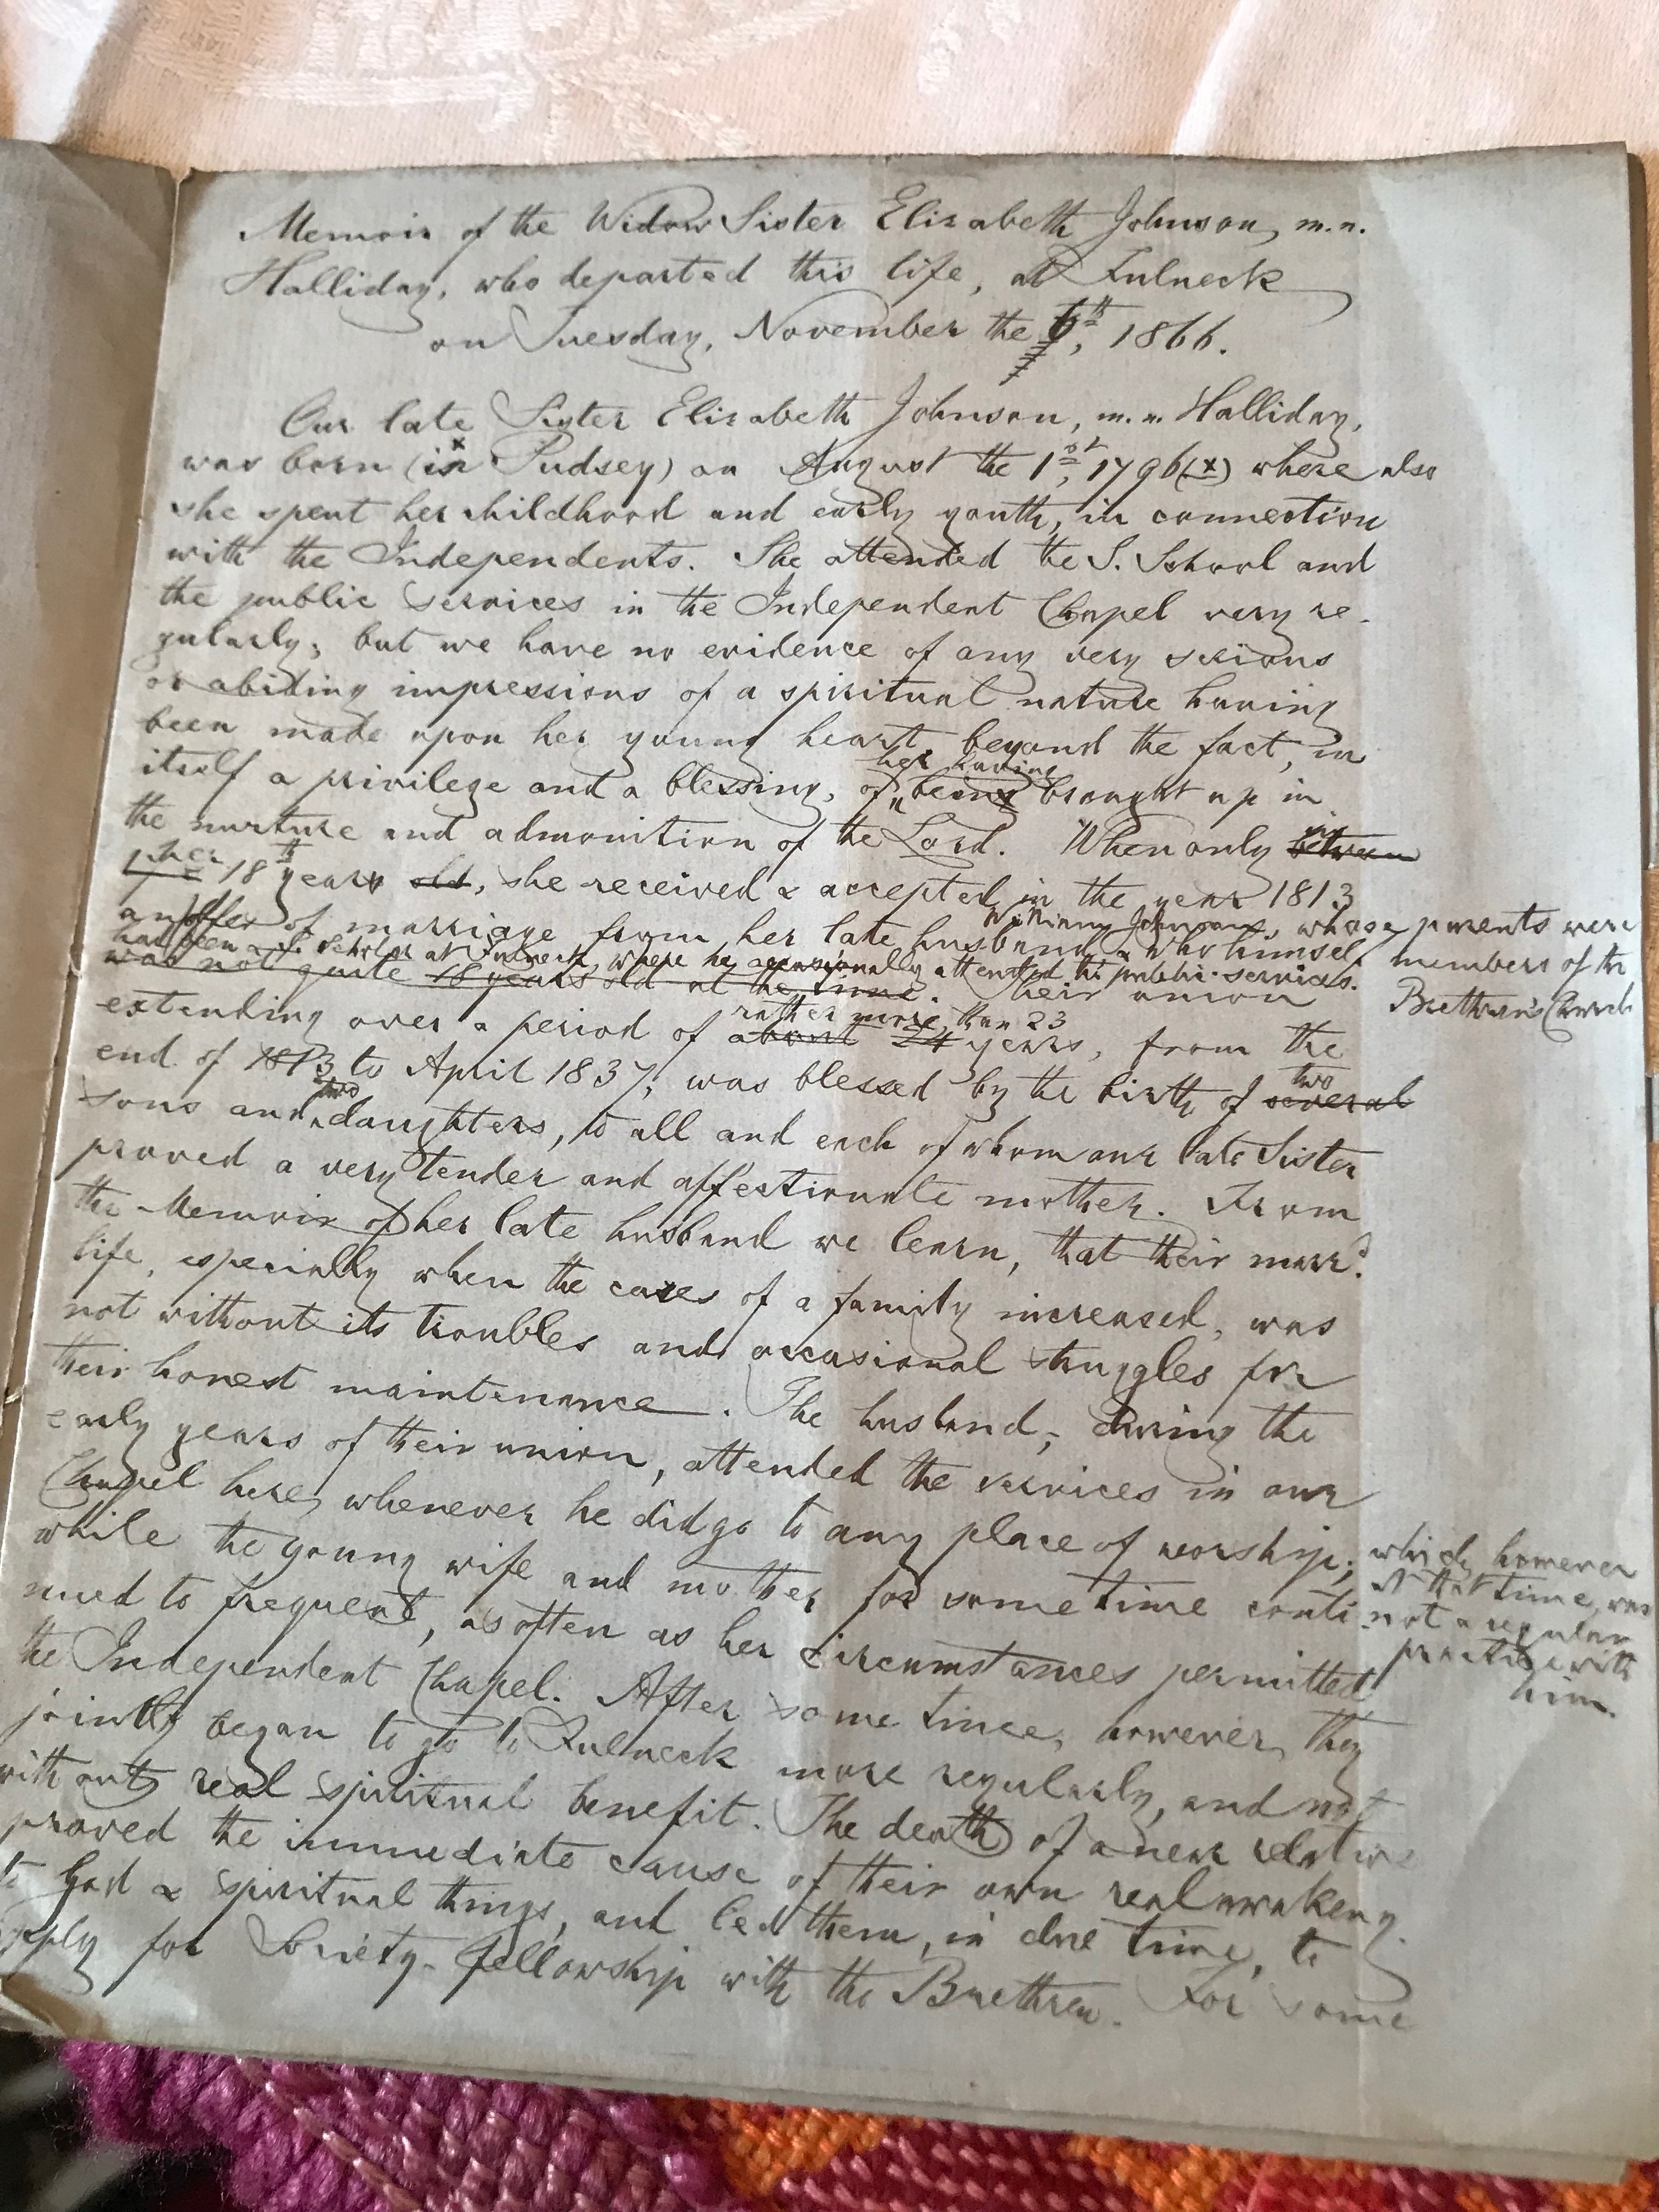 Memoir of the Widow Sister Elizabeth Johnson, m.n.
Halliday, who departed this life, at Fulneck
on Tuesday, November the 6th, 1866.
Our late Sister Elizabeth Johnson, m.n. Halliday,
was born (in Pudsey) on August the 1st, 1796 (x) where also
she spent her childhood and early youth, in connection
with the Independents. She attended the S. School and
the public services in the Independent Chapel very re-
gularly; but we have no evidence of any very serious
or abiding impressions of a spiritual nature having
been made upon her young heart, beyond the fact, in
her having
itself a privilege and a blessing, of being brought up in
the nurture and admonition of the Lord. When only in
her 18th year old, she received & accepted in the year 1813
an offer of marriage from her late husband William Johnson, whose parents were
members of the
Brethren's Church
& who himself
had been a S. Scholar at Fulneck, where he occasionally attended the public services.
was not quite 18 years old at the time. Their union
rather more than 23
extending over a period of about 24 years, from the
end of 1813 to April 1837, was blessed by the birth of several
two
sons and two daughters, to all and each of whom our late Sister
proved a very tender and affectionate mother. From
the Memoir of her late husband we learn, that their marrd
life, especially when the cares of a family increased, was
not without its troubles and occasional struggles for
their honest maintenance. The husband, during the
early years of their union, attended the services in our
Chapel here, whenever he did go to any place of worship;
which, however
at that time, was
not a regular
practise with
him.
while the young wife and mother for some time conti-
nued to frequent, as often as her circumstances permitted
the Independent Chapel. After some time, however, they
jointly began to go to Fulneck more regularly, and not
without real spiritual benefit. The death of a near relative
proved the immediate cause of their own real awakeng.
to God & spiritual things, and led them, in due time, to
apply for Society-fellowship with the Brethren. For some